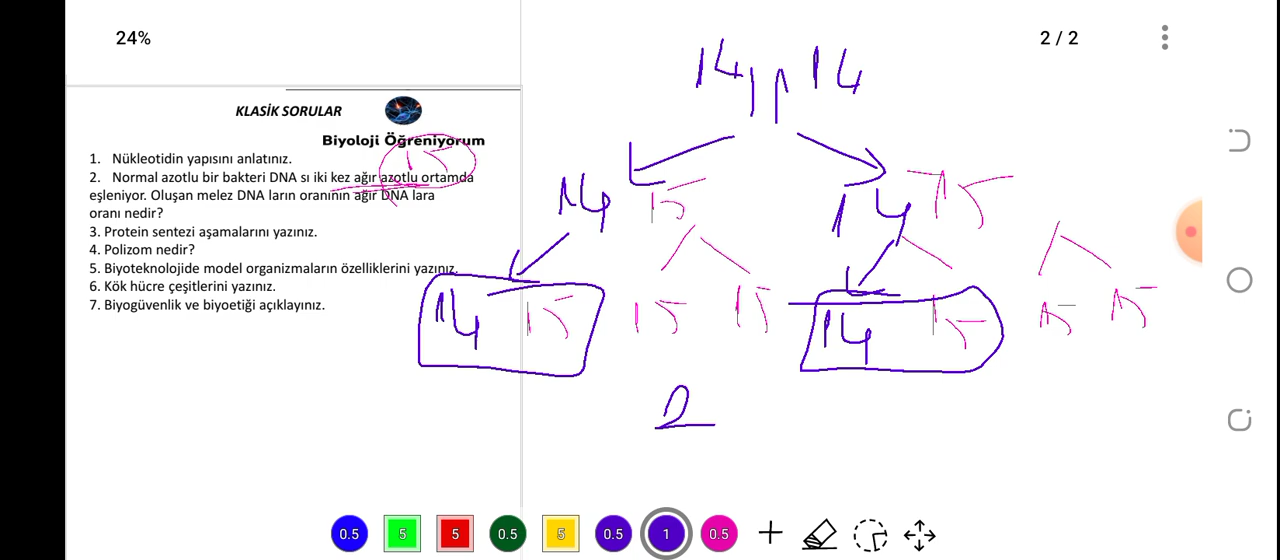 24%
2 / 2
KLASİK SORULAR
Biyoloji Öğreniyorum
1. Nükleotidin yapısını anlatınız.
2. Normal azotlu bir bakteri DNA sı iki kez ağır azotlu ortamda
eşleniyor. Oluşan melez DNA ların oranının ağır DNA lara
oranı nedir?
3. Protein sentezi aşamalarını yazınız.
4. Polizom nedir?
5. Biyoteknolojide model organizmaların özelliklerini yazınız.
6. Kök hücre çeşitlerini yazınız.
7. Biyogüvenlik ve biyoetiği açıklayınız.
15
14 14
14 15 14 15
14 15 15 15 14 15 15 15
2
0.5 5 5 0.5 5 0.5 1 0.5